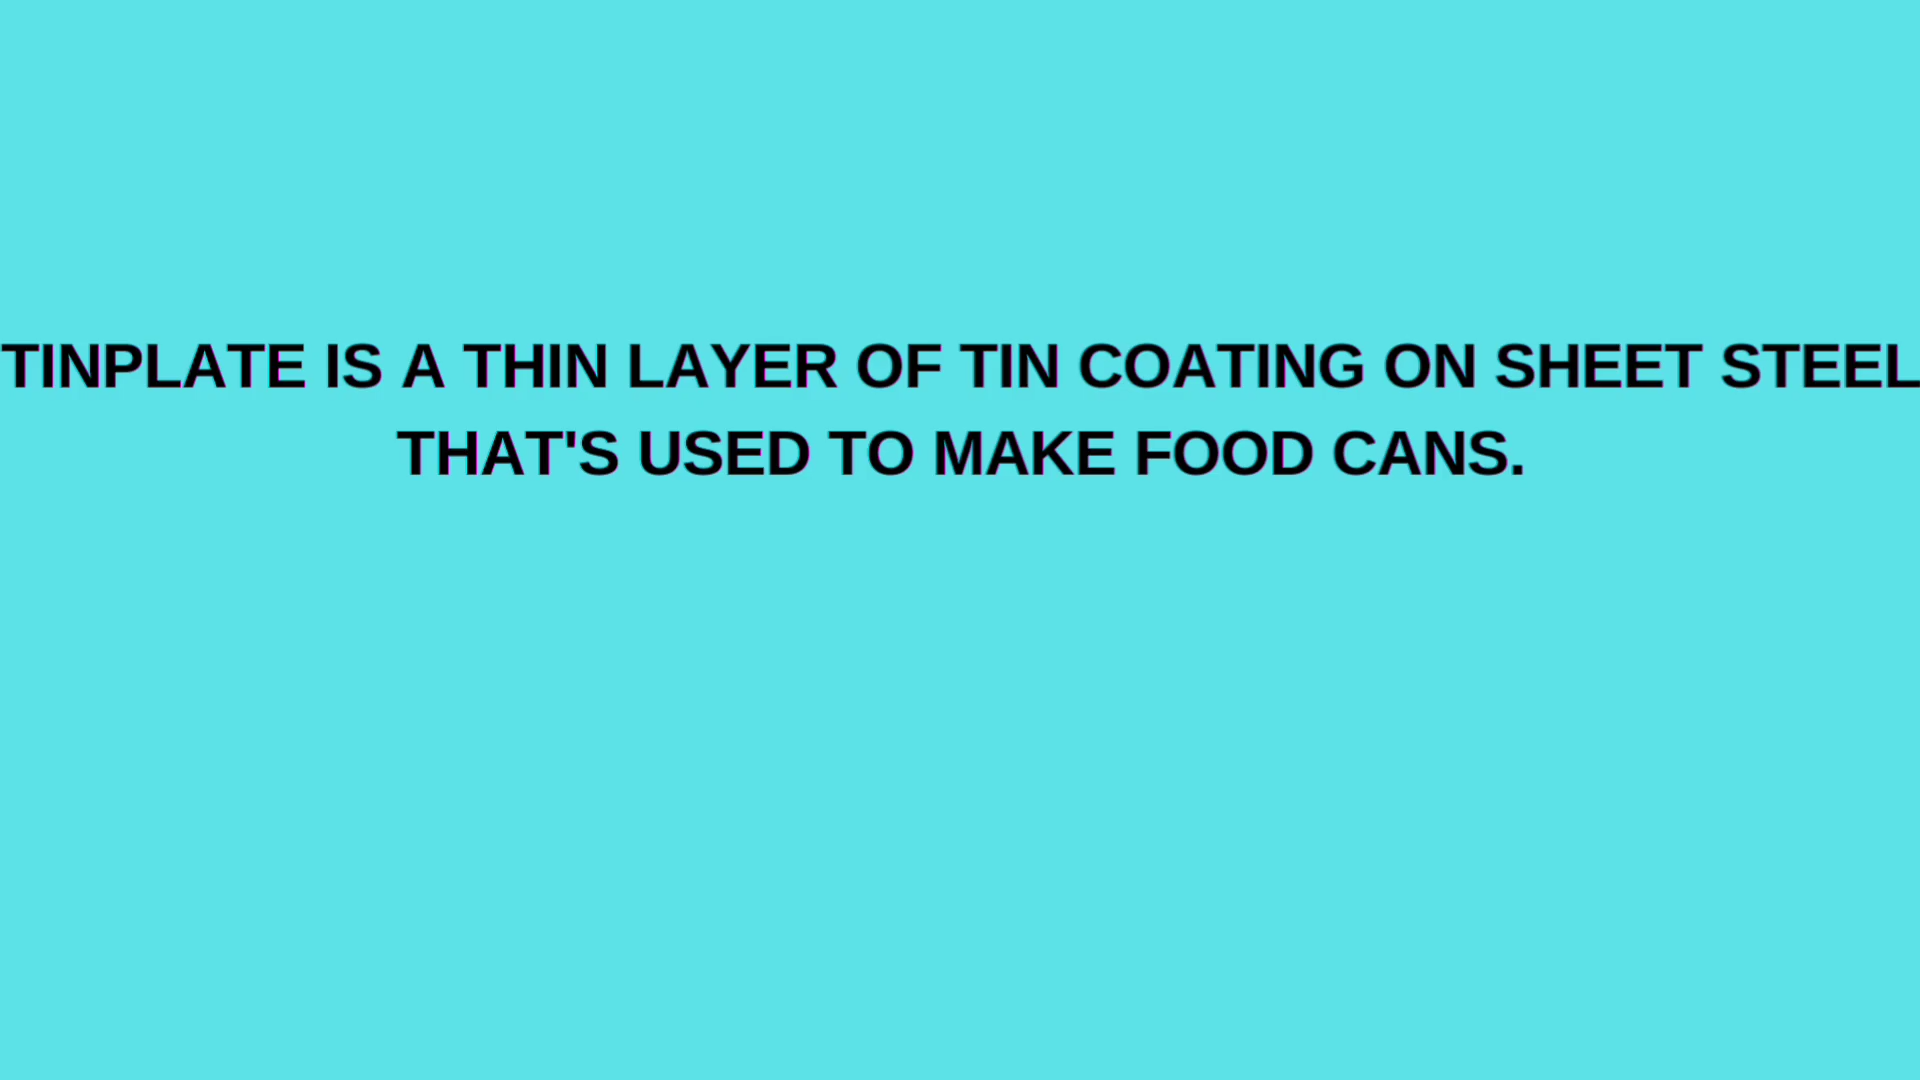 TINPLATE IS A THIN LAYER OF TIN COATING ON SHEET STEEL
THAT'S USED TO MAKE FOOD CANS.